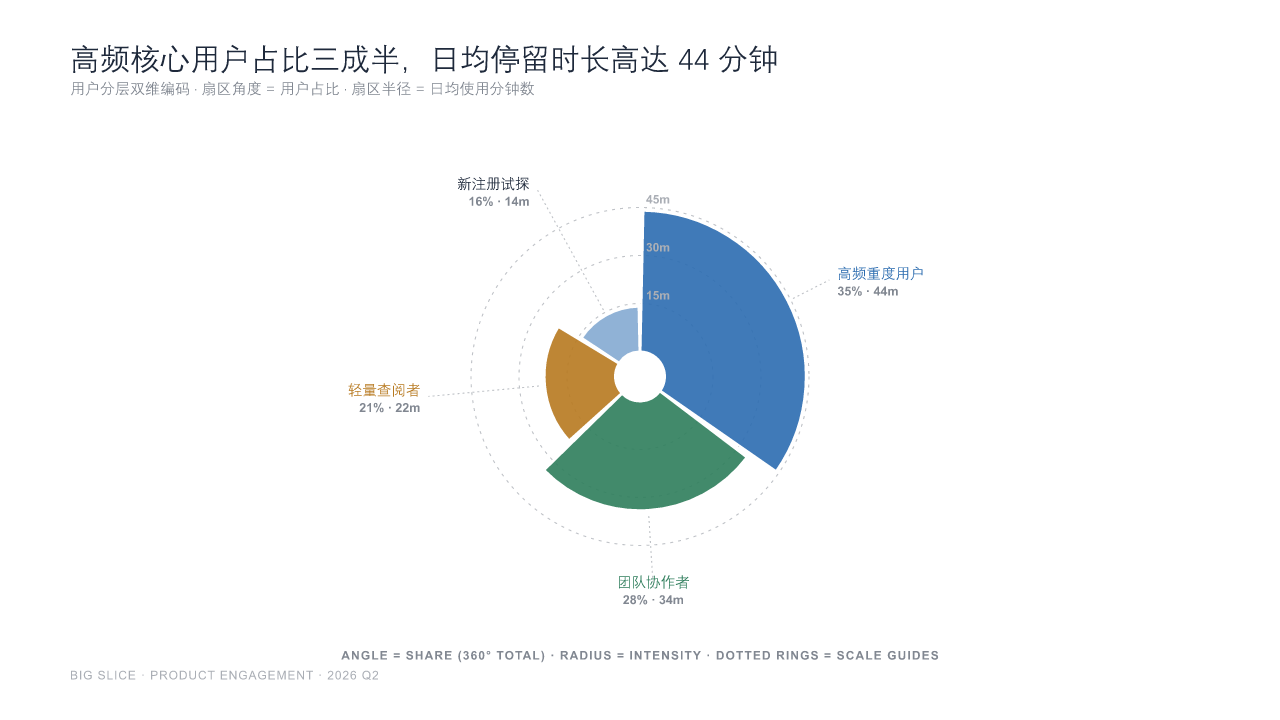 高频核心用户占比三成半，日均停留时长高达 44 分钟
用户分层双维编码 · 扇区角度 = 用户占比 · 扇区半径 = 日均使用分钟数
新注册试探
16% · 14m
45m
30m
15m
高频重度用户
35% · 44m
轻量查阅者
21% · 22m
团队协作者
28% · 34m
ANGLE = SHARE (360° TOTAL) · RADIUS = INTENSITY · DOTTED RINGS = SCALE GUIDES
BIG SLICE · PRODUCT ENGAGEMENT · 2026 Q2